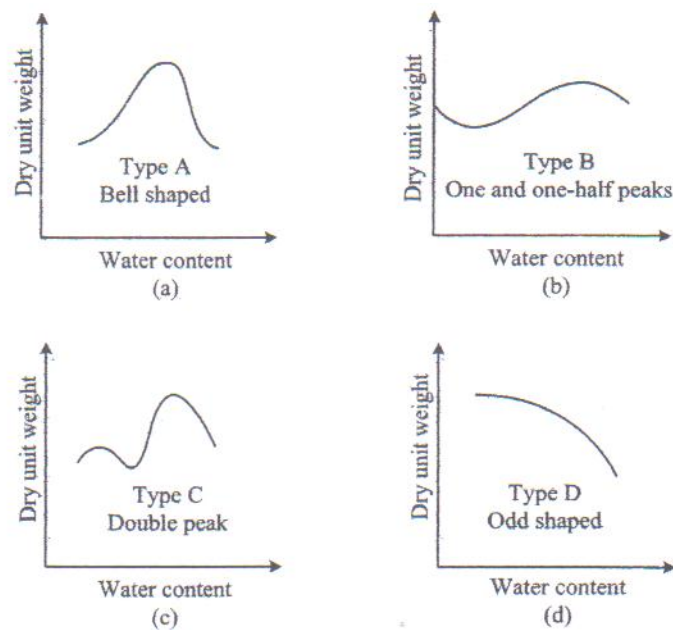 Dry unit weight
Type A
Bell shaped
Water content
(a)
Dry unit weight
Type B
One and one-half peaks
Water content
(b)
Dry unit weight
Type C
Double peak
Water content
(c)
Dry unit weight
Type D
Odd shaped
Water content
(d)